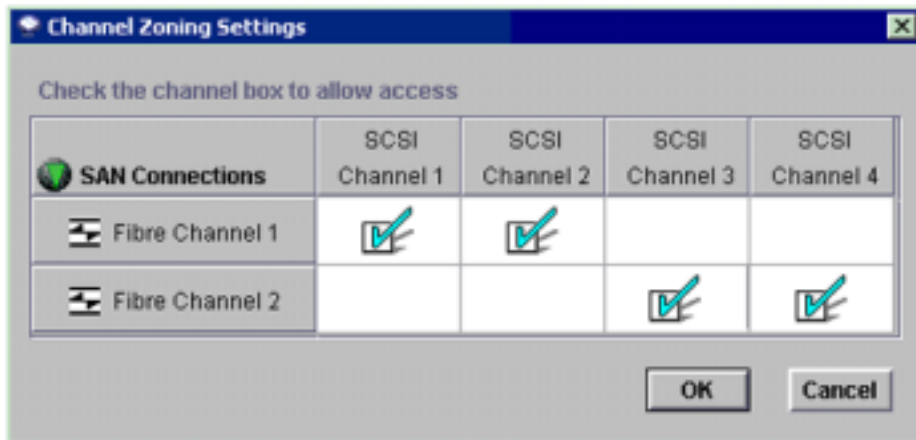 Channel Zoning Settings
Check the channel box to allow access
SAN Connections
SCSI Channel 1
SCSI Channel 2
SCSI Channel 3
SCSI Channel 4
Fibre Channel 1
Fibre Channel 2
OK
Cancel